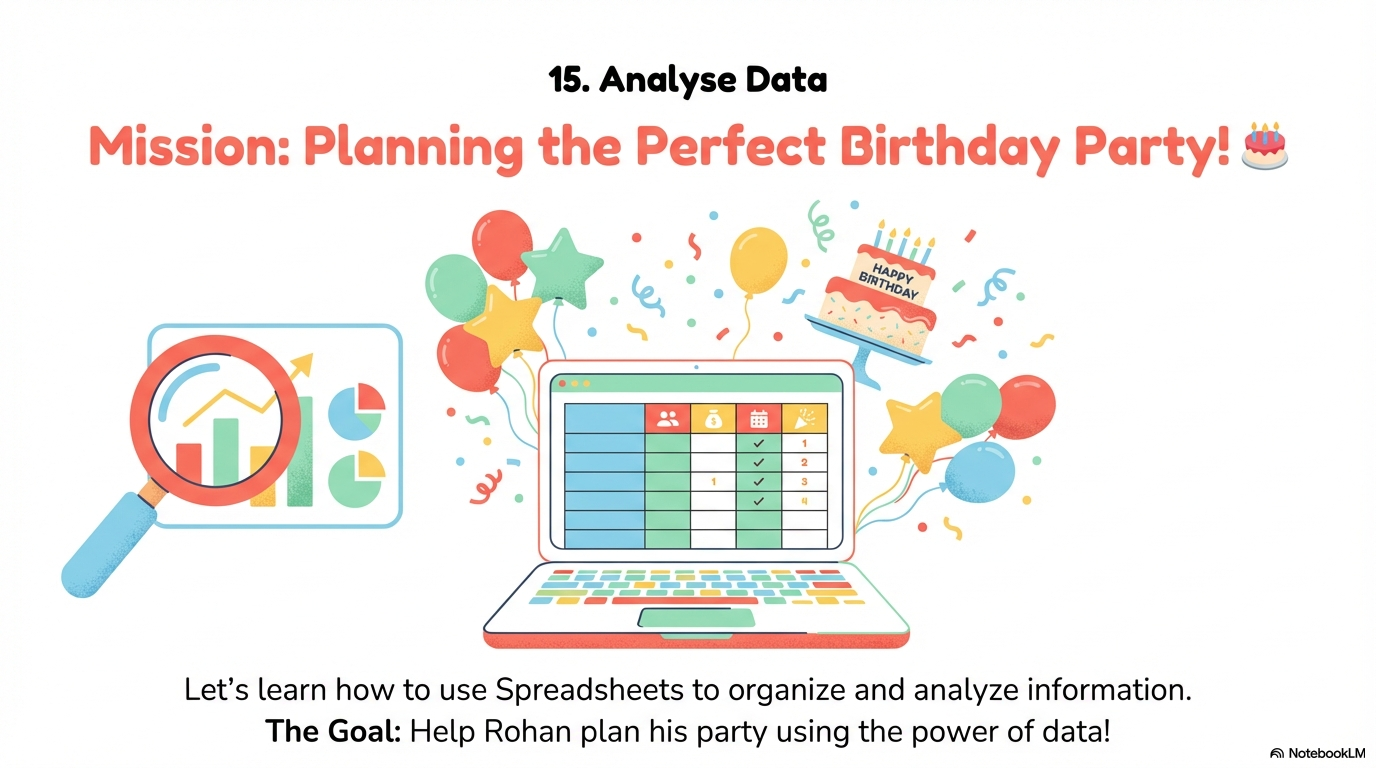 15. Analyse Data
Mission: Planning the Perfect Birthday Party!
HAPPY
BIRTHDAY
$
1
2
1
3
4
Let's learn how to use Spreadsheets to organize and analyze information.
The Goal: Help Rohan plan his party using the power of data!
NotebookLM